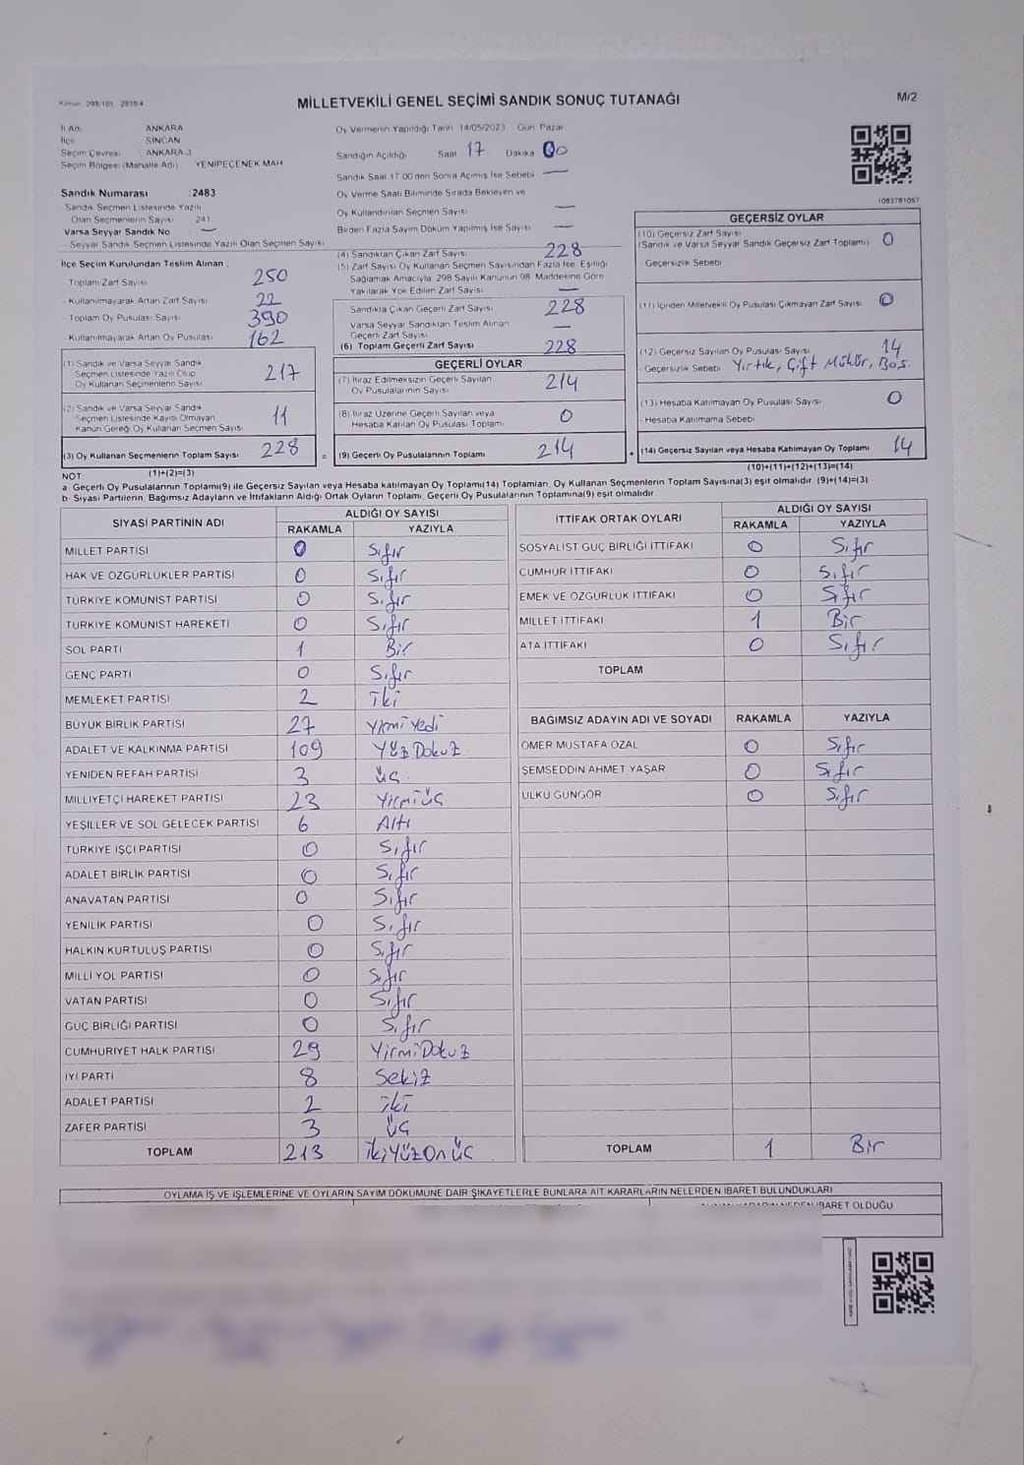 MİLLETVEKİLİ GENEL SEÇİMİ SANDIK SONUÇ TUTANAĞI
M/2
İl Adı ANKARA
İlçe SİNCAN
Seçim Çevresi ANKARA-3
Seçim Bölgesi (Mahalle Adı) YENİPEÇENEK MAH
Oy Vermenin Yapıldığı Tarih 14/05/2023 Gün Pazar
Sandığın Açıldığı Saat 17 Dakika 00
Sandık Saat 17:00'den Sonra Açılmış İse Sebebi —
Sandık Numarası : 2483
Sandık Seçmen Listesinde Yazılı
Olan Seçmenlerin Sayısı 241
Varsa Seyyar Sandık No —
Seyyar Sandık Seçmen Listesinde Yazılı Olan Seçmen Sayısı
Oy Verme Saati Bitiminde Sırada Bekleyen ve
Oy Kullandırılan Seçmen Sayısı —
Birden Fazla Sayım Döküm Yapılmış İse Sayısı —
İlçe Seçim Kurulundan Teslim Alınan
Toplam Zarf Sayısı 250
- Kullanılmayarak Artan Zarf Sayısı 22
- Toplam Oy Pusulası Sayısı 390
- Kullanılmayarak Artan Oy Pusulası 162
(4) Sandıktan Çıkan Zarf Sayısı 228
(5) Zarf Sayısı Oy Kullanan Seçmen Sayısından Fazla İse, Eşitliği
Sağlamak Amacıyla 298 Sayılı Kanunun 98. Maddesine Göre
Yakılarak Yok Edilen Zarf Sayısı —
Sandıkta Çıkan Geçerli Zarf Sayısı 228
Varsa Seyyar Sandıktan Teslim Alınan
Geçerli Zarf Sayısı —
(6) Toplam Geçerli Zarf Sayısı 228
(1) Sandık ve Varsa Seyyar Sandık
Seçmen Listesinde Yazılı Olup
Oy Kullanan Seçmenlerin Sayısı 217
(2) Sandık ve Varsa Seyyar Sandık
Seçmen Listesinde Kayıtlı Olmayan
Kanun Gereği Oy Kullanan Seçmen Sayısı 11
(3) Oy Kullanan Seçmenlerin Toplam Sayısı 228
GEÇERLİ OYLAR
(7) İtiraz Edilmeksizin Geçerli Sayılan
Oy Pusulalarının Sayısı 214
(8) İtiraz Üzerine Geçerli Sayılan veya
Hesaba Katılan Oy Pusulası Toplamı 0
= (9) Geçerli Oy Pusulalarının Toplamı 214
1083781057
GEÇERSİZ OYLAR
(10) Geçersiz Zarf Sayısı
(Sandık ve Varsa Seyyar Sandık Geçersiz Zarf Toplamı) 0
Geçersizlik Sebebi
(11) İçinden Milletvekili Oy Pusulası Çıkmayan Zarf Sayısı 0
(12) Geçersiz Sayılan Oy Pusulası Sayısı 14
Geçersizlik Sebebi Yırtık, Çift Mühür, Boş.
(13) Hesaba Katılmayan Oy Pusulası Sayısı 0
- Hesaba Katılmama Sebebi
+ (14) Geçersiz Sayılan veya Hesaba Katılmayan Oy Toplamı 14
NOT: (1)+(2)=(3)
(10)+(11)+(12)+(13)=(14)
a- Geçerli Oy Pusulalarının Toplamı(9) ile Geçersiz Sayılan veya Hesaba katılmayan Oy Toplamı(14) Toplamları, Oy Kullanan Seçmenlerin Toplam Sayısına(3) eşit olmalıdır. (9)+(14)=(3)
b- Siyasi Partilerin, Bağımsız Adayların ve İttifakların Aldığı Ortak Oyların Toplamı, Geçerli Oy Pusulalarının Toplamına(9) eşit olmalıdır.
SİYASİ PARTİNİN ADI ALDIĞI OY SAYISI
RAKAMLA YAZIYLA
MİLLET PARTİSİ 0 Sıfır
HAK VE ÖZGÜRLÜKLER PARTİSİ 0 Sıfır
TÜRKİYE KOMÜNİST PARTİSİ 0 Sıfır
TÜRKİYE KOMÜNİST HAREKETİ 0 Sıfır
SOL PARTİ 1 Bir
GENÇ PARTİ 0 Sıfır
MEMLEKET PARTİSİ 2 İki
BÜYÜK BİRLİK PARTİSİ 27 Yirmi Yedi
ADALET VE KALKINMA PARTİSİ 109 Yüz Dokuz
YENİDEN REFAH PARTİSİ 3 Üç
MİLLİYETÇİ HAREKET PARTİSİ 23 Yirmi üç
YEŞİLLER VE SOL GELECEK PARTİSİ 6 Altı
TÜRKİYE İŞÇİ PARTİSİ 0 Sıfır
ADALET BİRLİK PARTİSİ 0 Sıfır
ANAVATAN PARTİSİ 0 Sıfır
YENİLİK PARTİSİ 0 Sıfır
HALKIN KURTULUŞ PARTİSİ 0 Sıfır
MİLLİ YOL PARTİSİ 0 Sıfır
VATAN PARTİSİ 0 Sıfır
GÜÇ BİRLİĞİ PARTİSİ 0 Sıfır
CUMHURİYET HALK PARTİSİ 29 Yirmi Dokuz
İYİ PARTİ 8 Sekiz
ADALET PARTİSİ 2 İki
ZAFER PARTİSİ 3 Üç
TOPLAM 213 İkiyüz On üç
İTTİFAK ORTAK OYLARI ALDIĞI OY SAYISI
RAKAMLA YAZIYLA
SOSYALİST GÜÇ BİRLİĞİ İTTİFAKI 0 Sıfır
CUMHUR İTTİFAKI 0 Sıfır
EMEK VE ÖZGÜRLÜK İTTİFAKI 0 Sıfır
MİLLET İTTİFAKI 1 Bir
ATA İTTİFAKI 0 Sıfır
TOPLAM
BAĞIMSIZ ADAYIN ADI VE SOYADI RAKAMLA YAZIYLA
ÖMER MUSTAFA ÖZAL 0 Sıfır
ŞEMSEDDİN AHMET YAŞAR 0 Sıfır
ÜLKÜ GÜNGÖR 0 Sıfır
TOPLAM 1 Bir
OYLAMA İŞ VE İŞLEMLERİNE VE OYLARIN SAYIM DÖKÜMÜNE DAİR ŞİKAYETLERLE BUNLARA AİT KARARLARIN NELERDEN İBARET BULUNDUKLARI
İBARET OLDUĞU